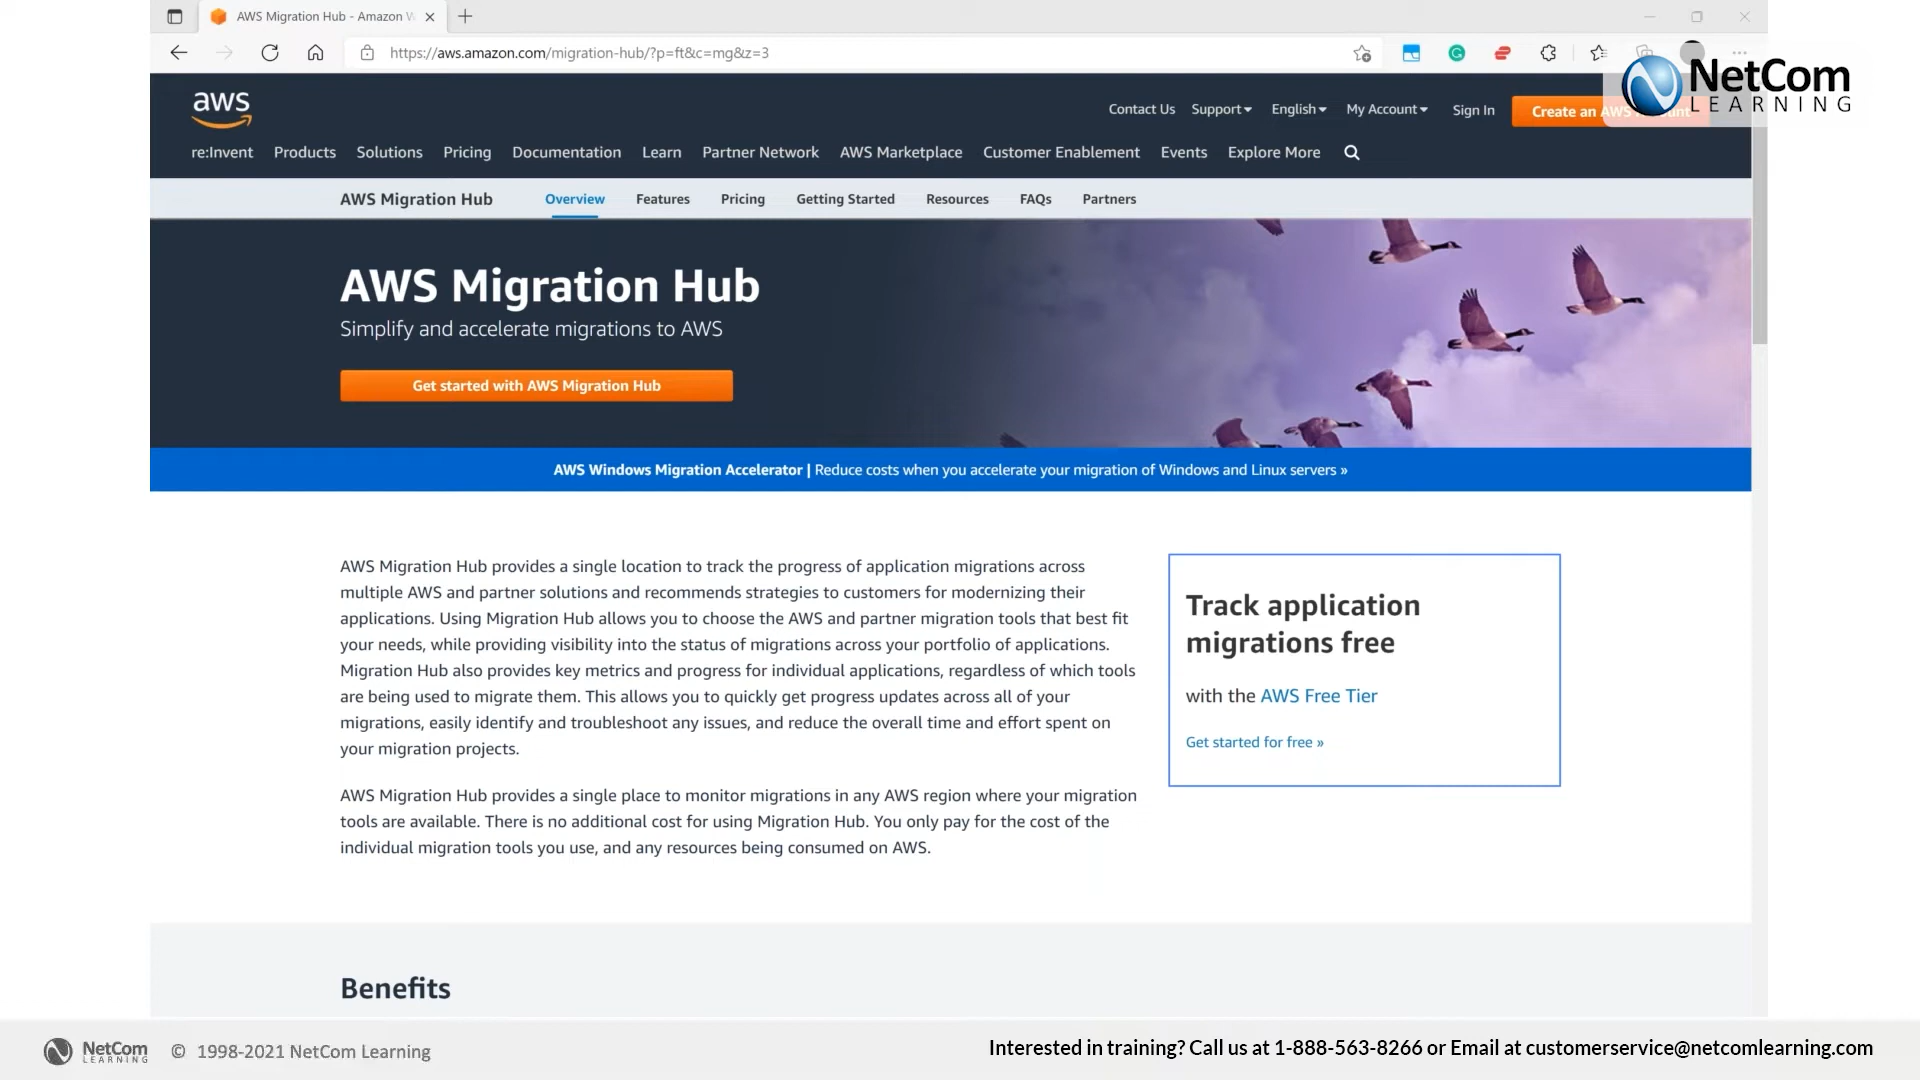 AWS Migration Hub - Amazon W
https://aws.amazon.com/migration-hub/?p=ft&c=mg&z=3
NetCom
LEARNING
aws
Contact Us Support English My Account Sign In Create an AWS Account
re:Invent Products Solutions Pricing Documentation Learn Partner Network AWS Marketplace Customer Enablement Events Explore More
AWS Migration Hub Overview Features Pricing Getting Started Resources FAQs Partners
AWS Migration Hub
Simplify and accelerate migrations to AWS
Get started with AWS Migration Hub
AWS Windows Migration Accelerator | Reduce costs when you accelerate your migration of Windows and Linux servers »
AWS Migration Hub provides a single location to track the progress of application migrations across
multiple AWS and partner solutions and recommends strategies to customers for modernizing their
applications. Using Migration Hub allows you to choose the AWS and partner migration tools that best fit
your needs, while providing visibility into the status of migrations across your portfolio of applications.
Migration Hub also provides key metrics and progress for individual applications, regardless of which tools
are being used to migrate them. This allows you to quickly get progress updates across all of your
migrations, easily identify and troubleshoot any issues, and reduce the overall time and effort spent on
your migration projects.
AWS Migration Hub provides a single place to monitor migrations in any AWS region where your migration
tools are available. There is no additional cost for using Migration Hub. You only pay for the cost of the
individual migration tools you use, and any resources being consumed on AWS.
Track application
migrations free
with the AWS Free Tier
Get started for free »
Benefits
NetCom
LEARNING
© 1998-2021 NetCom Learning
Interested in training? Call us at 1-888-563-8266 or Email at customerservice@netcomlearning.com